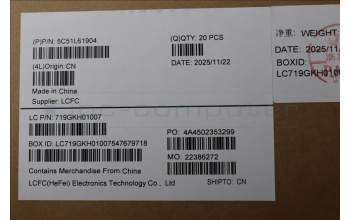 (P)P/N: 5C51L61904
(Q)QTY: 20 PCS
(4L)Origin:CN
DATE: 2025/11/22
Made in China
Supplier: LCFC
净重: WEIGHT:
DATE: 2025/11/
BOXID:
LC719GKH0100
LC P/N: 719GKH01007
PO: 4A4502353299
BOX ID: LC719GKH01007547679718
MO: 22386272
Contains Merchandise From:China
LCFC(HeFei) Electronics Technology Co., Ltd
SHIPTO: CN